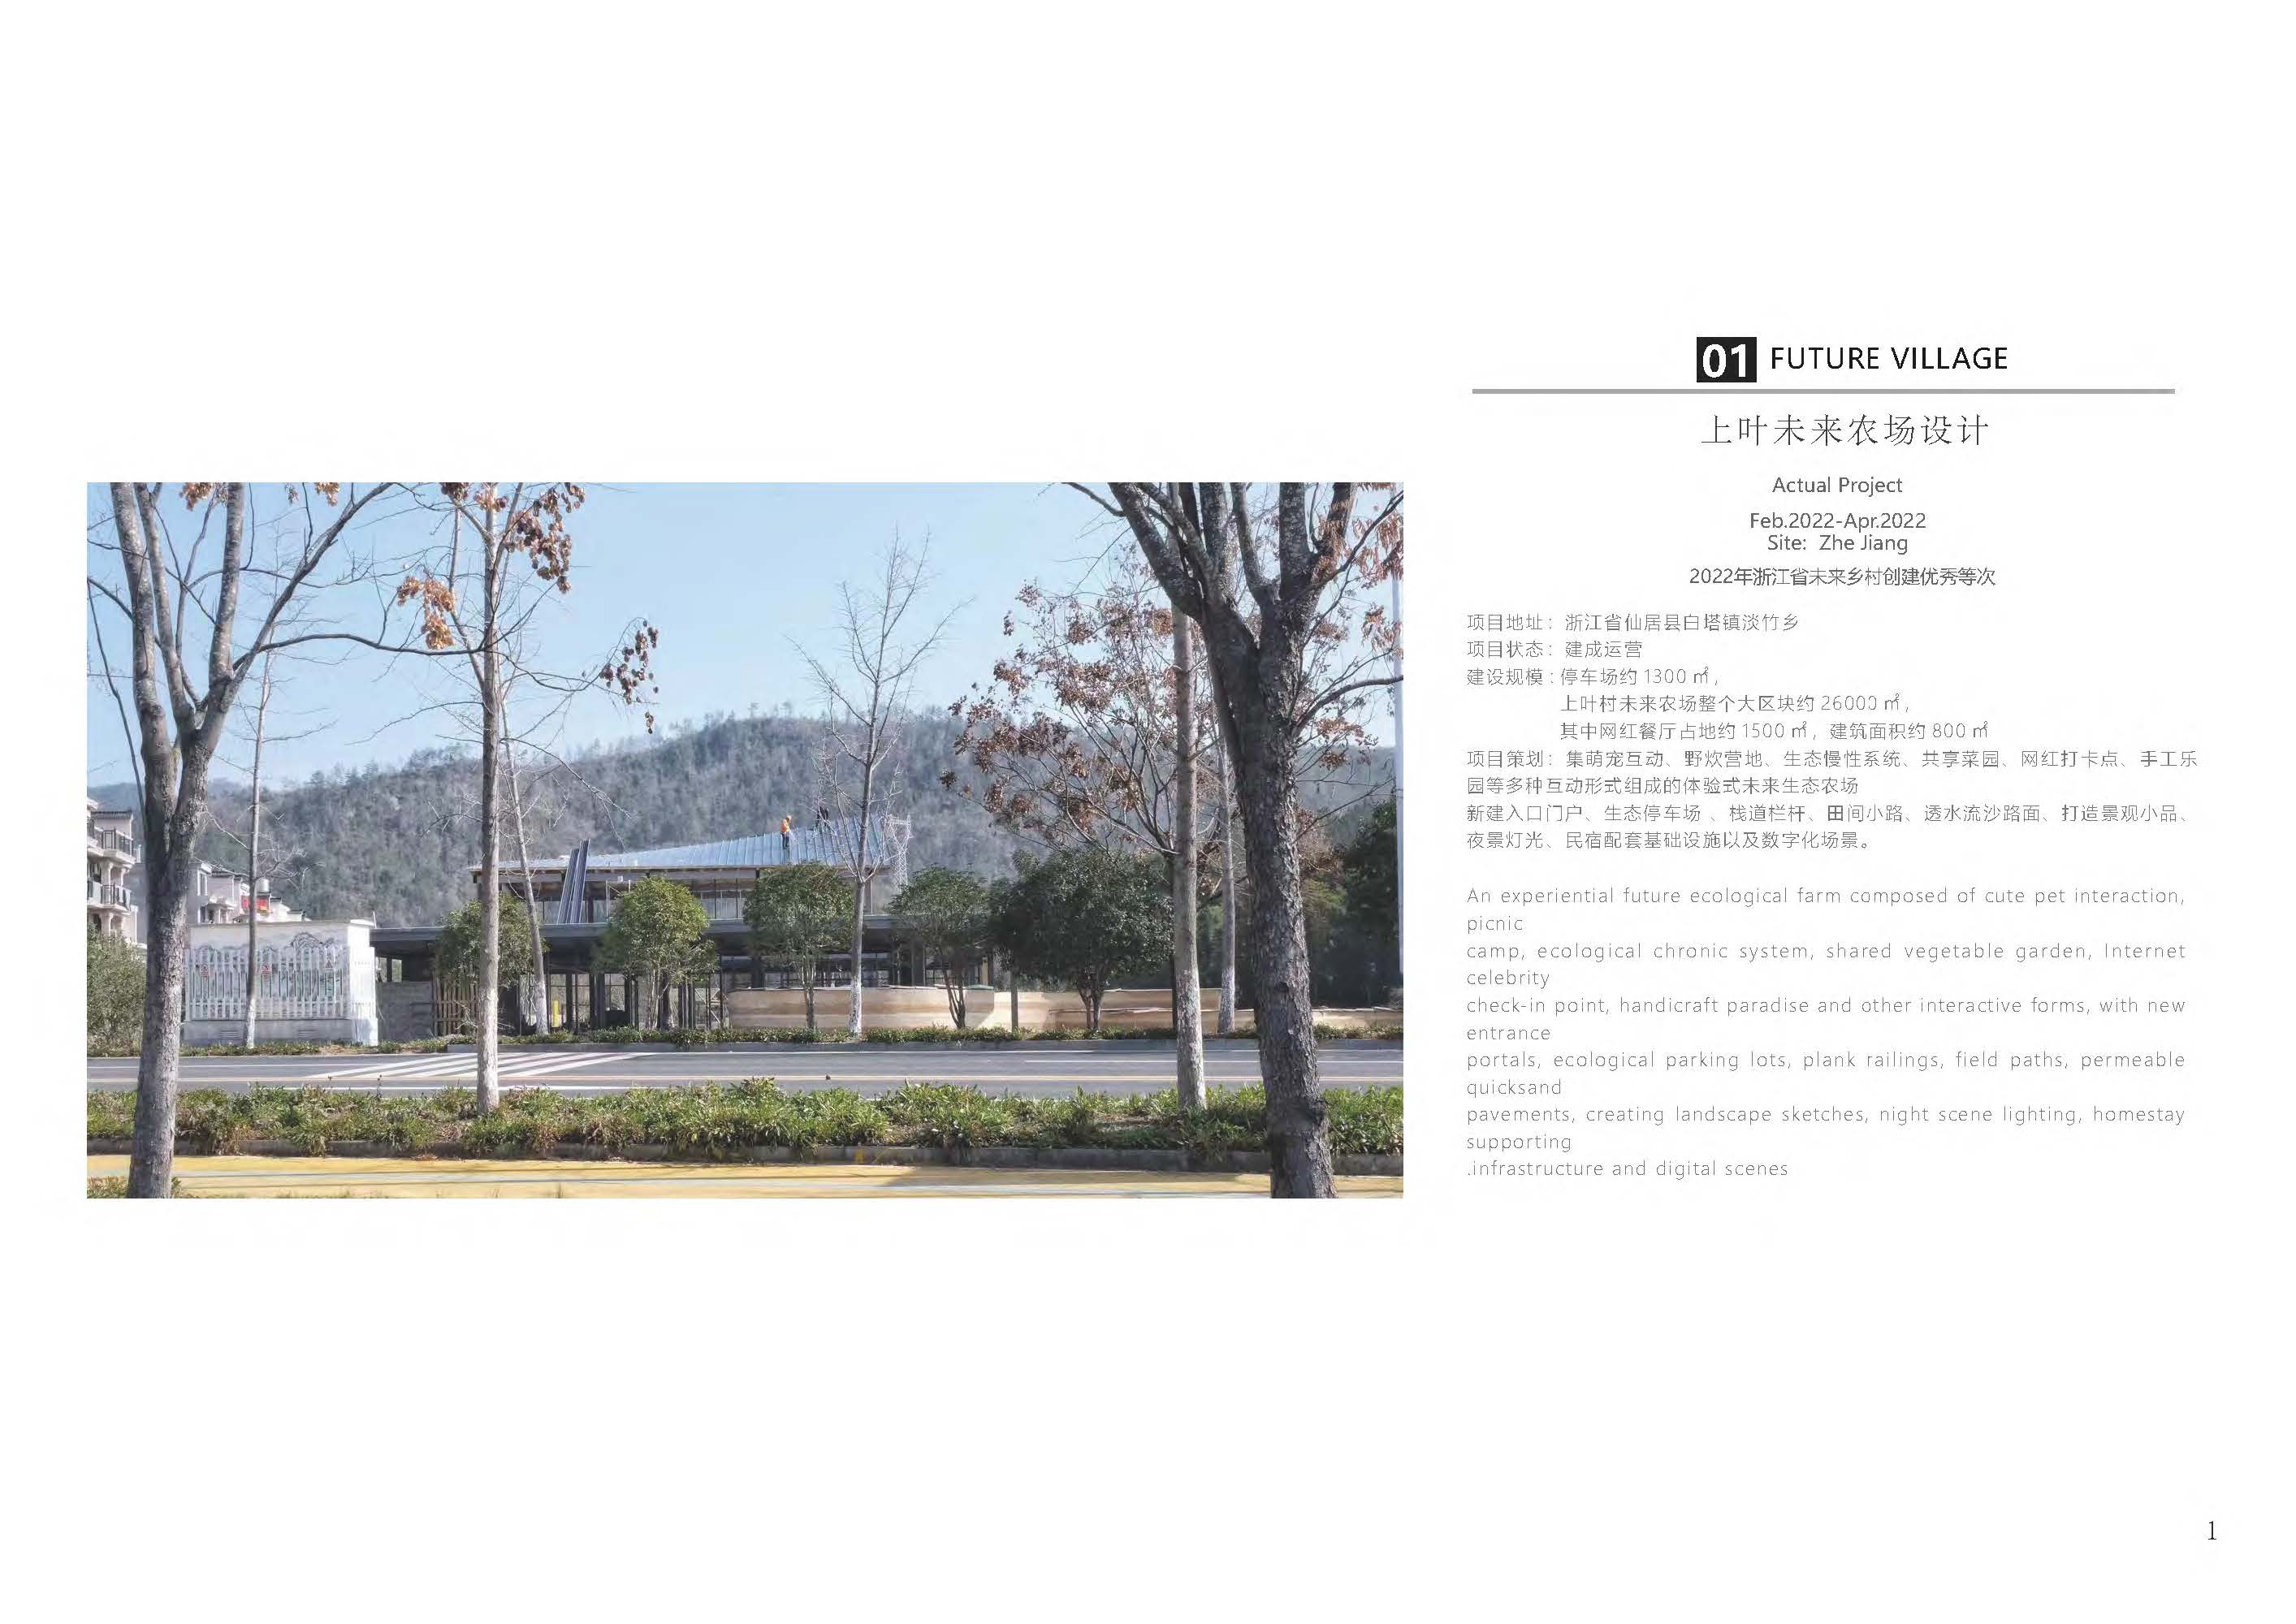 01 FUTURE VILLAGE
上叶未来农场设计
Actual Project
Feb.2022-Apr.2022
Site: Zhe Jiang
2022年浙江省未来乡村创建优秀等次
项目地址：浙江省仙居县白塔镇淡竹乡
项目状态：建成运营
建设规模：停车场约 1300 ㎡，
上叶村未来农场整个大区块约 26000 ㎡，
其中网红餐厅占地约 1500 ㎡，建筑面积约 800 ㎡
项目策划：集萌宠互动、野炊营地、生态慢性系统、共享菜园、网红打卡点、手工乐
园等多种互动形式组成的体验式未来生态农场
新建入口门户、生态停车场 、栈道栏杆、田间小路、透水流沙路面、打造景观小品、
夜景灯光、民宿配套基础设施以及数字化场景。
An experiential future ecological farm composed of cute pet interaction,
picnic
camp, ecological chronic system, shared vegetable garden, Internet
celebrity
check-in point, handicraft paradise and other interactive forms, with new
entrance
portals, ecological parking lots, plank railings, field paths, permeable
quicksand
pavements, creating landscape sketches, night scene lighting, homestay
supporting
.infrastructure and digital scenes
1